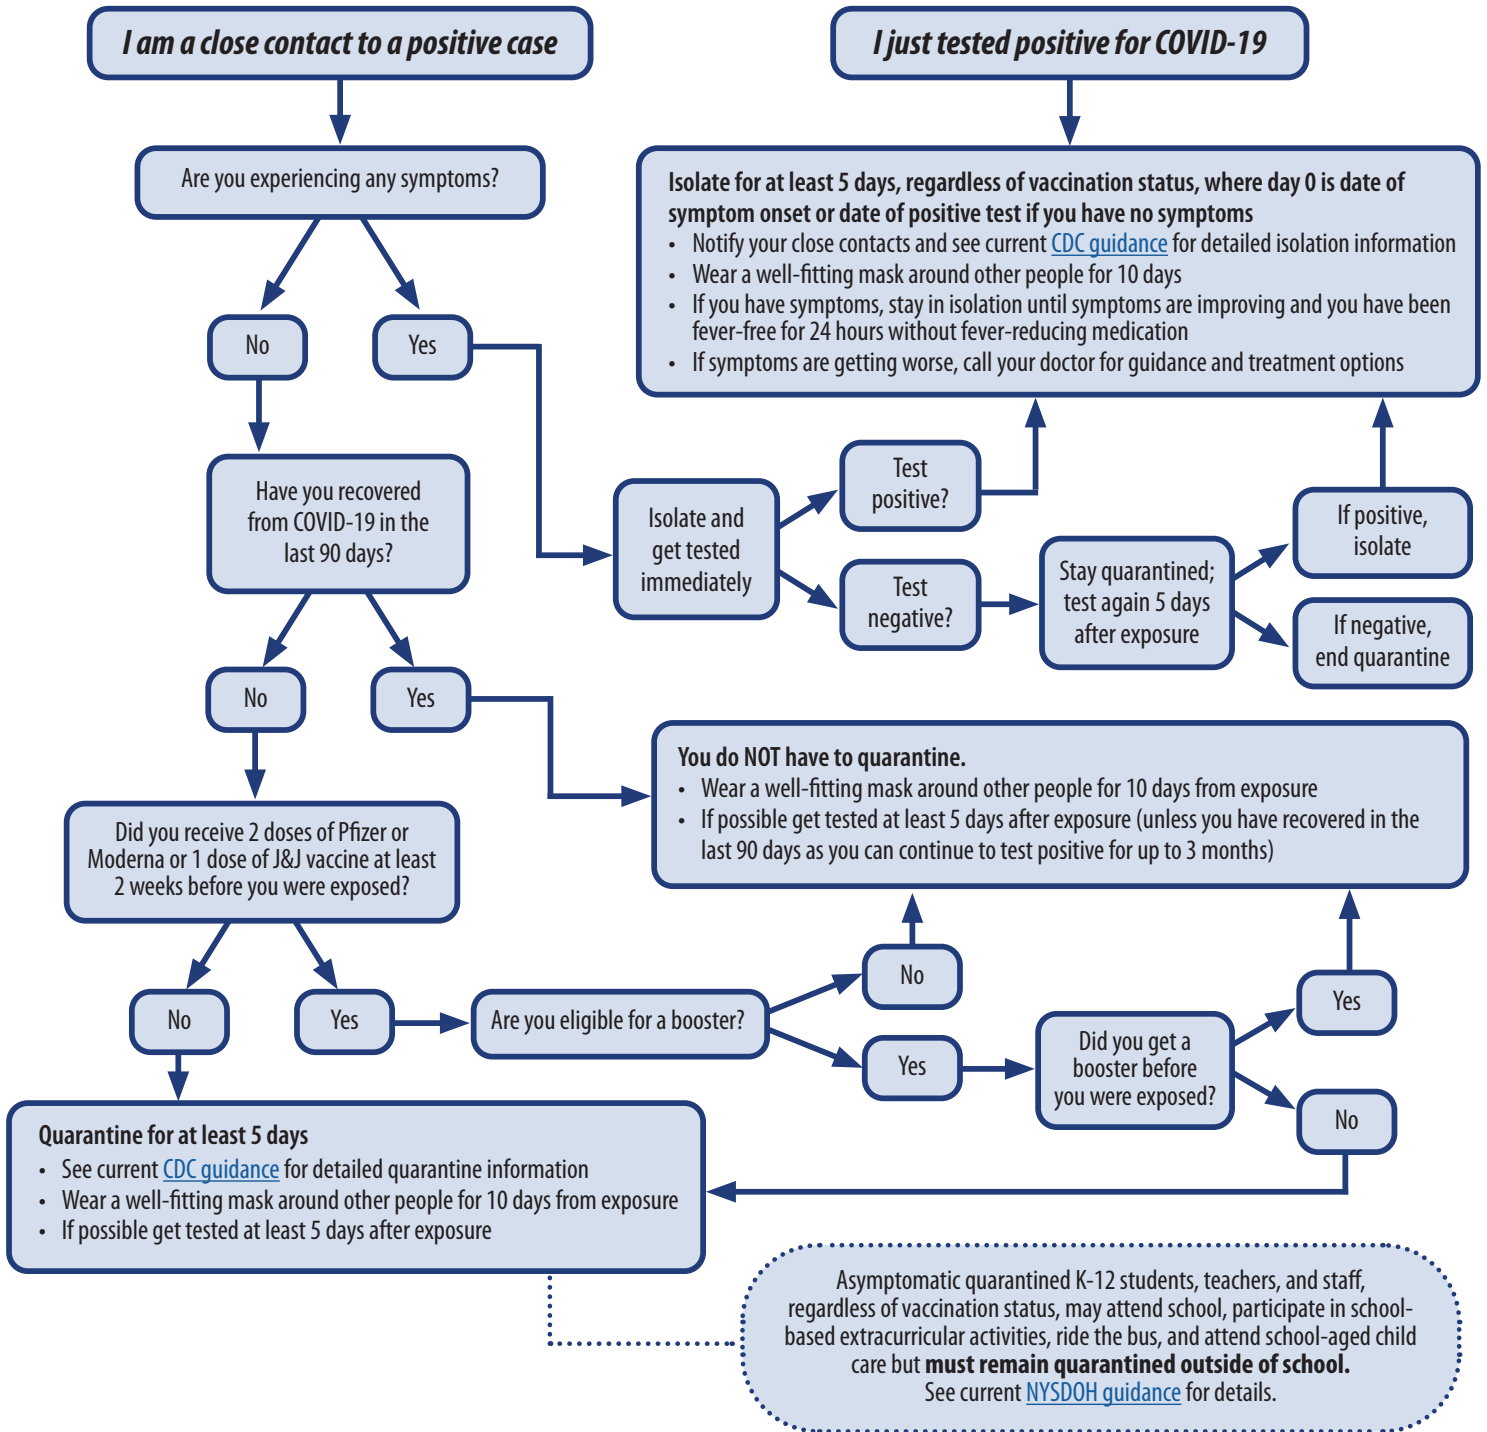 I am a close contact to a positive case
I just tested positive for COVID-19
Are you experiencing any symptoms?
Isolate for at least 5 days, regardless of vaccination status, where day 0 is date of
symptom onset or date of positive test if you have no symptoms
• Notify your close contacts and see current CDC guidance for detailed isolation information
• Wear a well-fitting mask around other people for 10 days
• If you have symptoms, stay in isolation until symptoms are improving and you have been
fever-free for 24 hours without fever-reducing medication
• If symptoms are getting worse, call your doctor for guidance and treatment options
No
Yes
Have you recovered
from COVID-19 in the
last 90 days?
Isolate and
get tested
immediately
Test
positive?
Test
negative?
Stay quarantined;
test again 5 days
after exposure
If positive,
isolate
If negative,
end quarantine
No
Yes
You do NOT have to quarantine.
• Wear a well-fitting mask around other people for 10 days from exposure
• If possible get tested at least 5 days after exposure (unless you have recovered in the
last 90 days as you can continue to test positive for up to 3 months)
Did you receive 2 doses of Pfizer or
Moderna or 1 dose of J&J vaccine at least
2 weeks before you were exposed?
No
Yes
Are you eligible for a booster?
No
Yes
Did you get a
booster before
you were exposed?
Yes
No
Quarantine for at least 5 days
• See current CDC guidance for detailed quarantine information
• Wear a well-fitting mask around other people for 10 days from exposure
• If possible get tested at least 5 days after exposure
Asymptomatic quarantined K-12 students, teachers, and staff,
regardless of vaccination status, may attend school, participate in school-
based extracurricular activities, ride the bus, and attend school-aged child
care but must remain quarantined outside of school.
See current NYSDOH guidance for details.